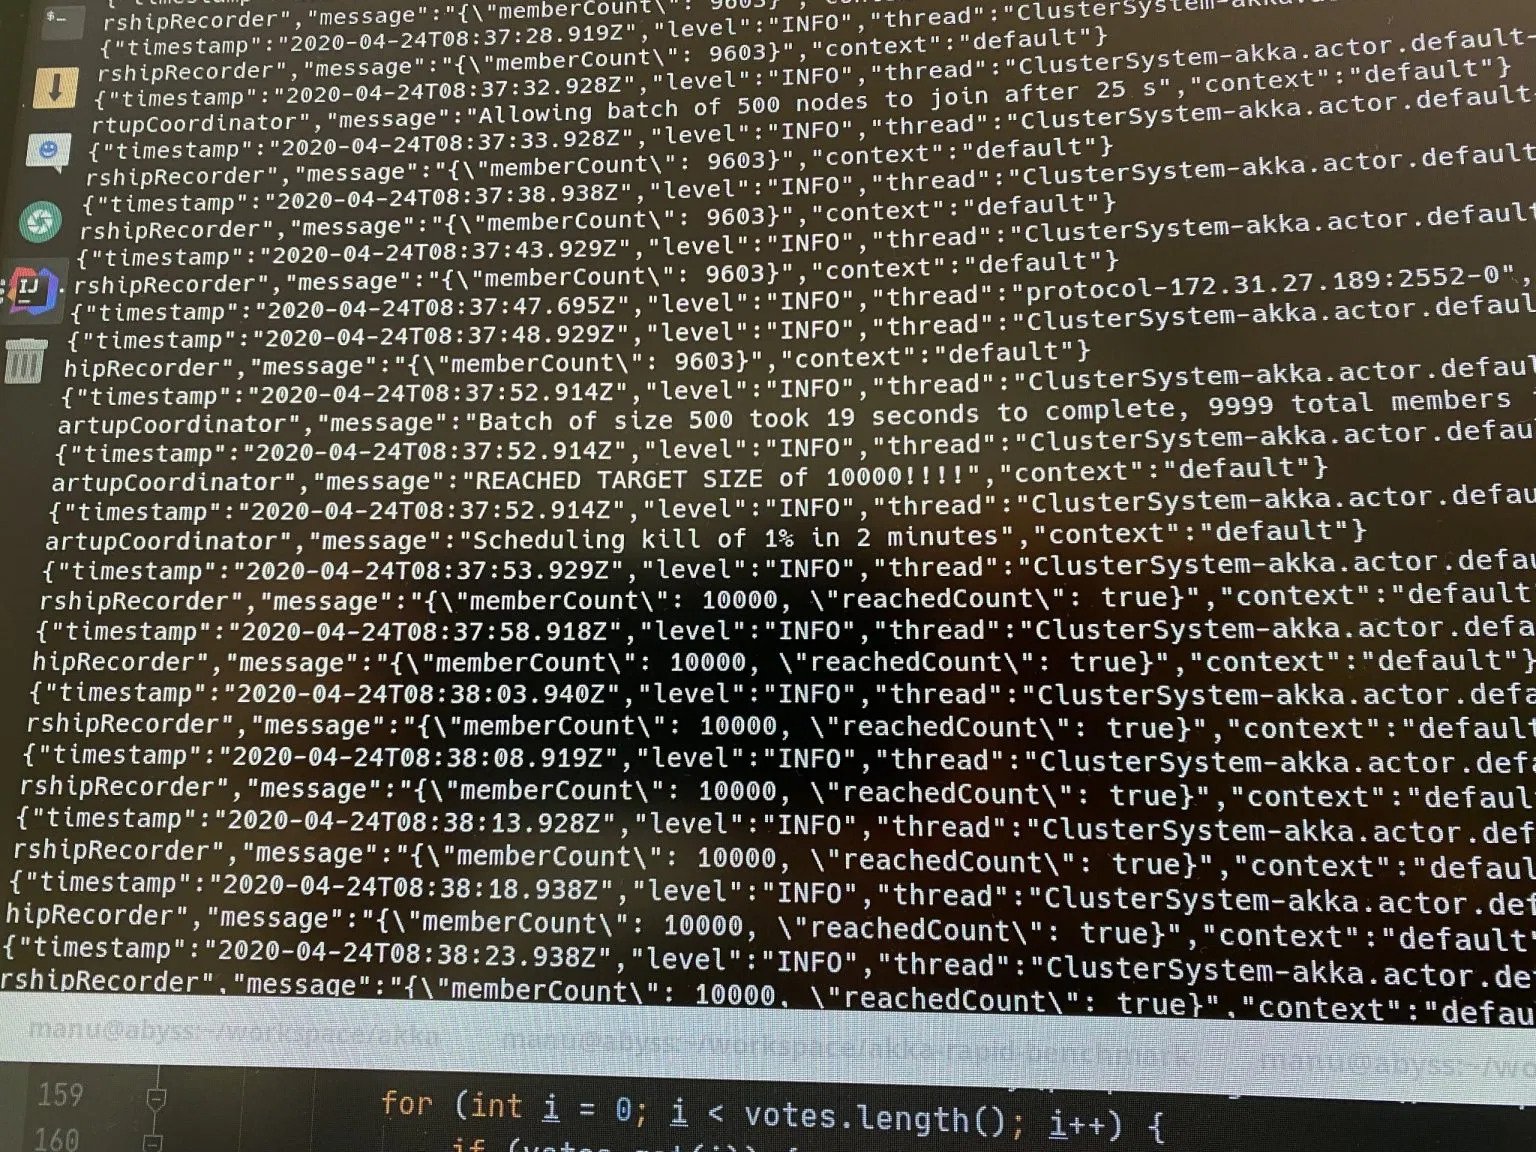 rshipRecorder","message":"{\"memberCount\": 9603}",
{"timestamp":"2020-04-24T08:37:28.919Z","level":"INFO","thread":"ClusterSystem-akka.
rshipRecorder","message":"{\"memberCount\": 9603}","context":"default"}
{"timestamp":"2020-04-24T08:37:32.928Z","level":"INFO","thread":"ClusterSystem-akka.actor.default-
rtupCoordinator","message":"Allowing batch of 500 nodes to join after 25 s","context":"default"}
{"timestamp":"2020-04-24T08:37:33.928Z","level":"INFO","thread":"ClusterSystem-akka.actor.default-
rshipRecorder","message":"{\"memberCount\": 9603}","context":"default"}
{"timestamp":"2020-04-24T08:37:38.938Z","level":"INFO","thread":"ClusterSystem-akka.actor.default
rshipRecorder","message":"{\"memberCount\": 9603}","context":"default"}
{"timestamp":"2020-04-24T08:37:43.929Z","level":"INFO","thread":"ClusterSystem-akka.actor.default
IJ
rshipRecorder","message":"{\"memberCount\": 9603}","context":"default"}
{"timestamp":"2020-04-24T08:37:47.695Z","level":"INFO","thread":"protocol-172.31.27.189:2552-0",
{"timestamp":"2020-04-24T08:37:48.929Z","level":"INFO","thread":"ClusterSystem-akka.actor.defaul
hipRecorder","message":"{\"memberCount\": 9603}","context":"default"}
{"timestamp":"2020-04-24T08:37:52.914Z","level":"INFO","thread":"ClusterSystem-akka.actor.defaul
artupCoordinator","message":"Batch of size 500 took 19 seconds to complete, 9999 total members
{"timestamp":"2020-04-24T08:37:52.914Z","level":"INFO","thread":"ClusterSystem-akka.actor.defau
artupCoordinator","message":"REACHED TARGET SIZE of 10000!!!!","context":"default"}
{"timestamp":"2020-04-24T08:37:52.914Z","level":"INFO","thread":"ClusterSystem-akka.actor.defau
artupCoordinator","message":"Scheduling kill of 1% in 2 minutes","context":"default"}
{"timestamp":"2020-04-24T08:37:53.929Z","level":"INFO","thread":"ClusterSystem-akka.actor.defau
rshipRecorder","message":"{\"memberCount\": 10000, \"reachedCount\": true}","context":"default
{"timestamp":"2020-04-24T08:37:58.918Z","level":"INFO","thread":"ClusterSystem-akka.actor.defa
hipRecorder","message":"{\"memberCount\": 10000, \"reachedCount\": true}","context":"default"}
{"timestamp":"2020-04-24T08:38:03.940Z","level":"INFO","thread":"ClusterSystem-akka.actor.defa
rshipRecorder","message":"{\"memberCount\": 10000, \"reachedCount\": true}","context":"default
{"timestamp":"2020-04-24T08:38:08.919Z","level":"INFO","thread":"ClusterSystem-akka.actor.defa
rshipRecorder","message":"{\"memberCount\": 10000, \"reachedCount\": true}","context":"defaul
{"timestamp":"2020-04-24T08:38:13.928Z","level":"INFO","thread":"ClusterSystem-akka.actor.def
rshipRecorder","message":"{\"memberCount\": 10000, \"reachedCount\": true}","context":"defaul
{"timestamp":"2020-04-24T08:38:18.938Z","level":"INFO","thread":"ClusterSystem-akka.actor.def
hipRecorder","message":"{\"memberCount\": 10000, \"reachedCount\": true}","context":"default"
{"timestamp":"2020-04-24T08:38:23.938Z","level":"INFO","thread":"ClusterSystem-akka.actor.de
rshipRecorder","message":"{\"memberCount\": 10000, \"reachedCount\": true}","context":"defau
manu@abyss:~/workspace/akka manu@abyss:~/workspace/akka-rapid-benchmark manu@abyss:~/wo
159 for (int i = 0; i < votes.length(); i++) {
160 if